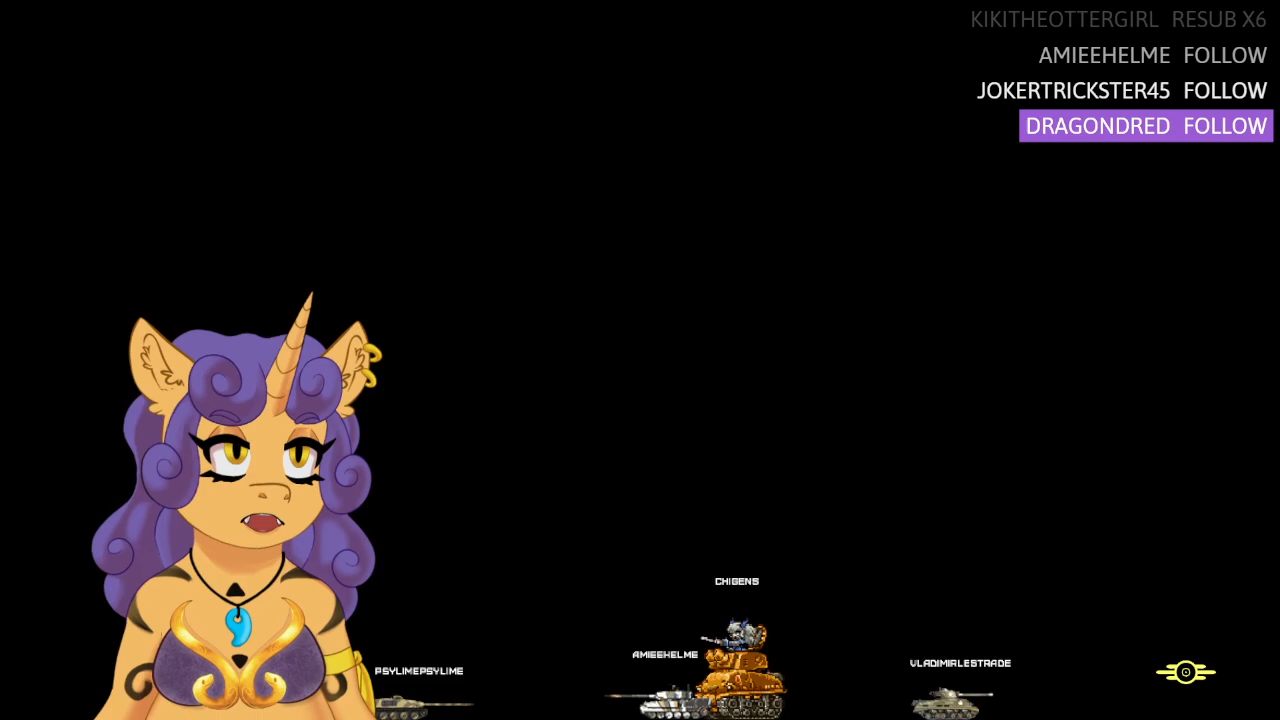 KIKITHEOTTERGIRL RESUB X6
AMIEEHELME FOLLOW
JOKERTRICKSTER45 FOLLOW
DRAGONDRED FOLLOW
CHIGENS
AMIEEHELME
VLADIMIRLESTRADE
PSYLIMEPSYLIME